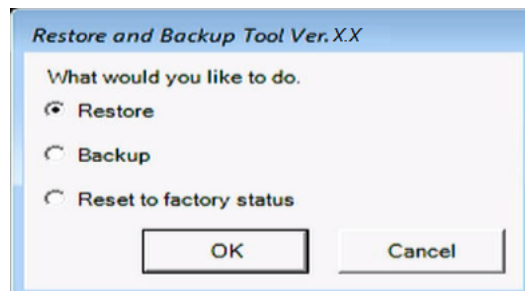 Restore and Backup Tool Ver. X.X
What would you like to do.
Restore
Backup
Reset to factory status
OK Cancel